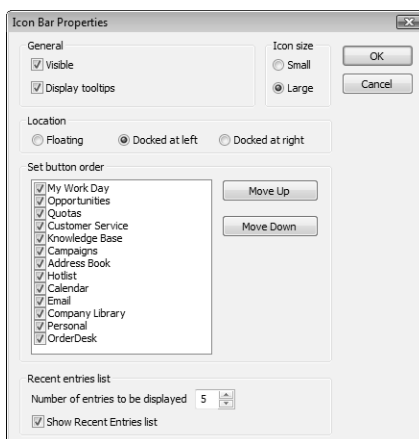 Icon Bar Properties
General
Visible
Display tooltips
Icon size
Small
Large
OK
Cancel
Location
Floating Docked at left Docked at right
Set button order
My Work Day
Opportunities
Quotas
Customer Service
Knowledge Base
Campaigns
Address Book
Hotlist
Calendar
Email
Company Library
Personal
OrderDesk
Move Up
Move Down
Recent entries list
Number of entries to be displayed 5
Show Recent Entries list